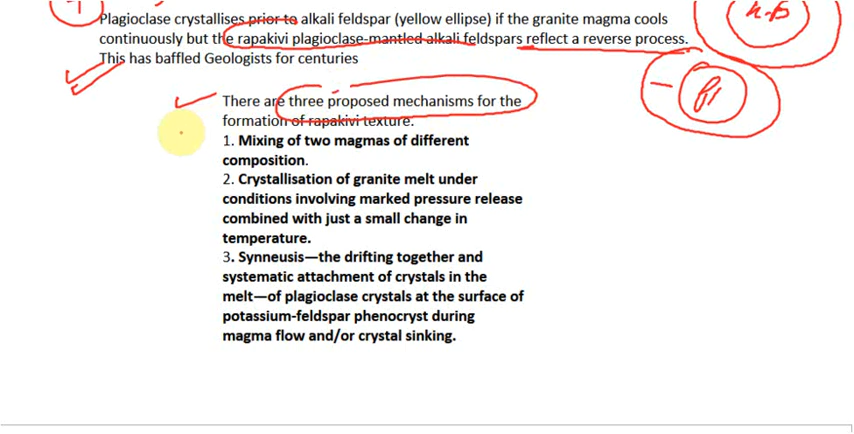 Plagioclase crystallises prior to alkali feldspar (yellow ellipse) if the granite magma cools
continuously but the rapakivi plagioclase-mantled alkali feldspars reflect a reverse process.
This has baffled Geologists for centuries
There are three proposed mechanisms for the
formation of rapakivi texture.
1. Mixing of two magmas of different
composition.
2. Crystallisation of granite melt under
conditions involving marked pressure release
combined with just a small change in
temperature.
3. Synneusis—the drifting together and
systematic attachment of crystals in the
melt—of plagioclase crystals at the surface of
potassium-feldspar phenocryst during
magma flow and/or crystal sinking.